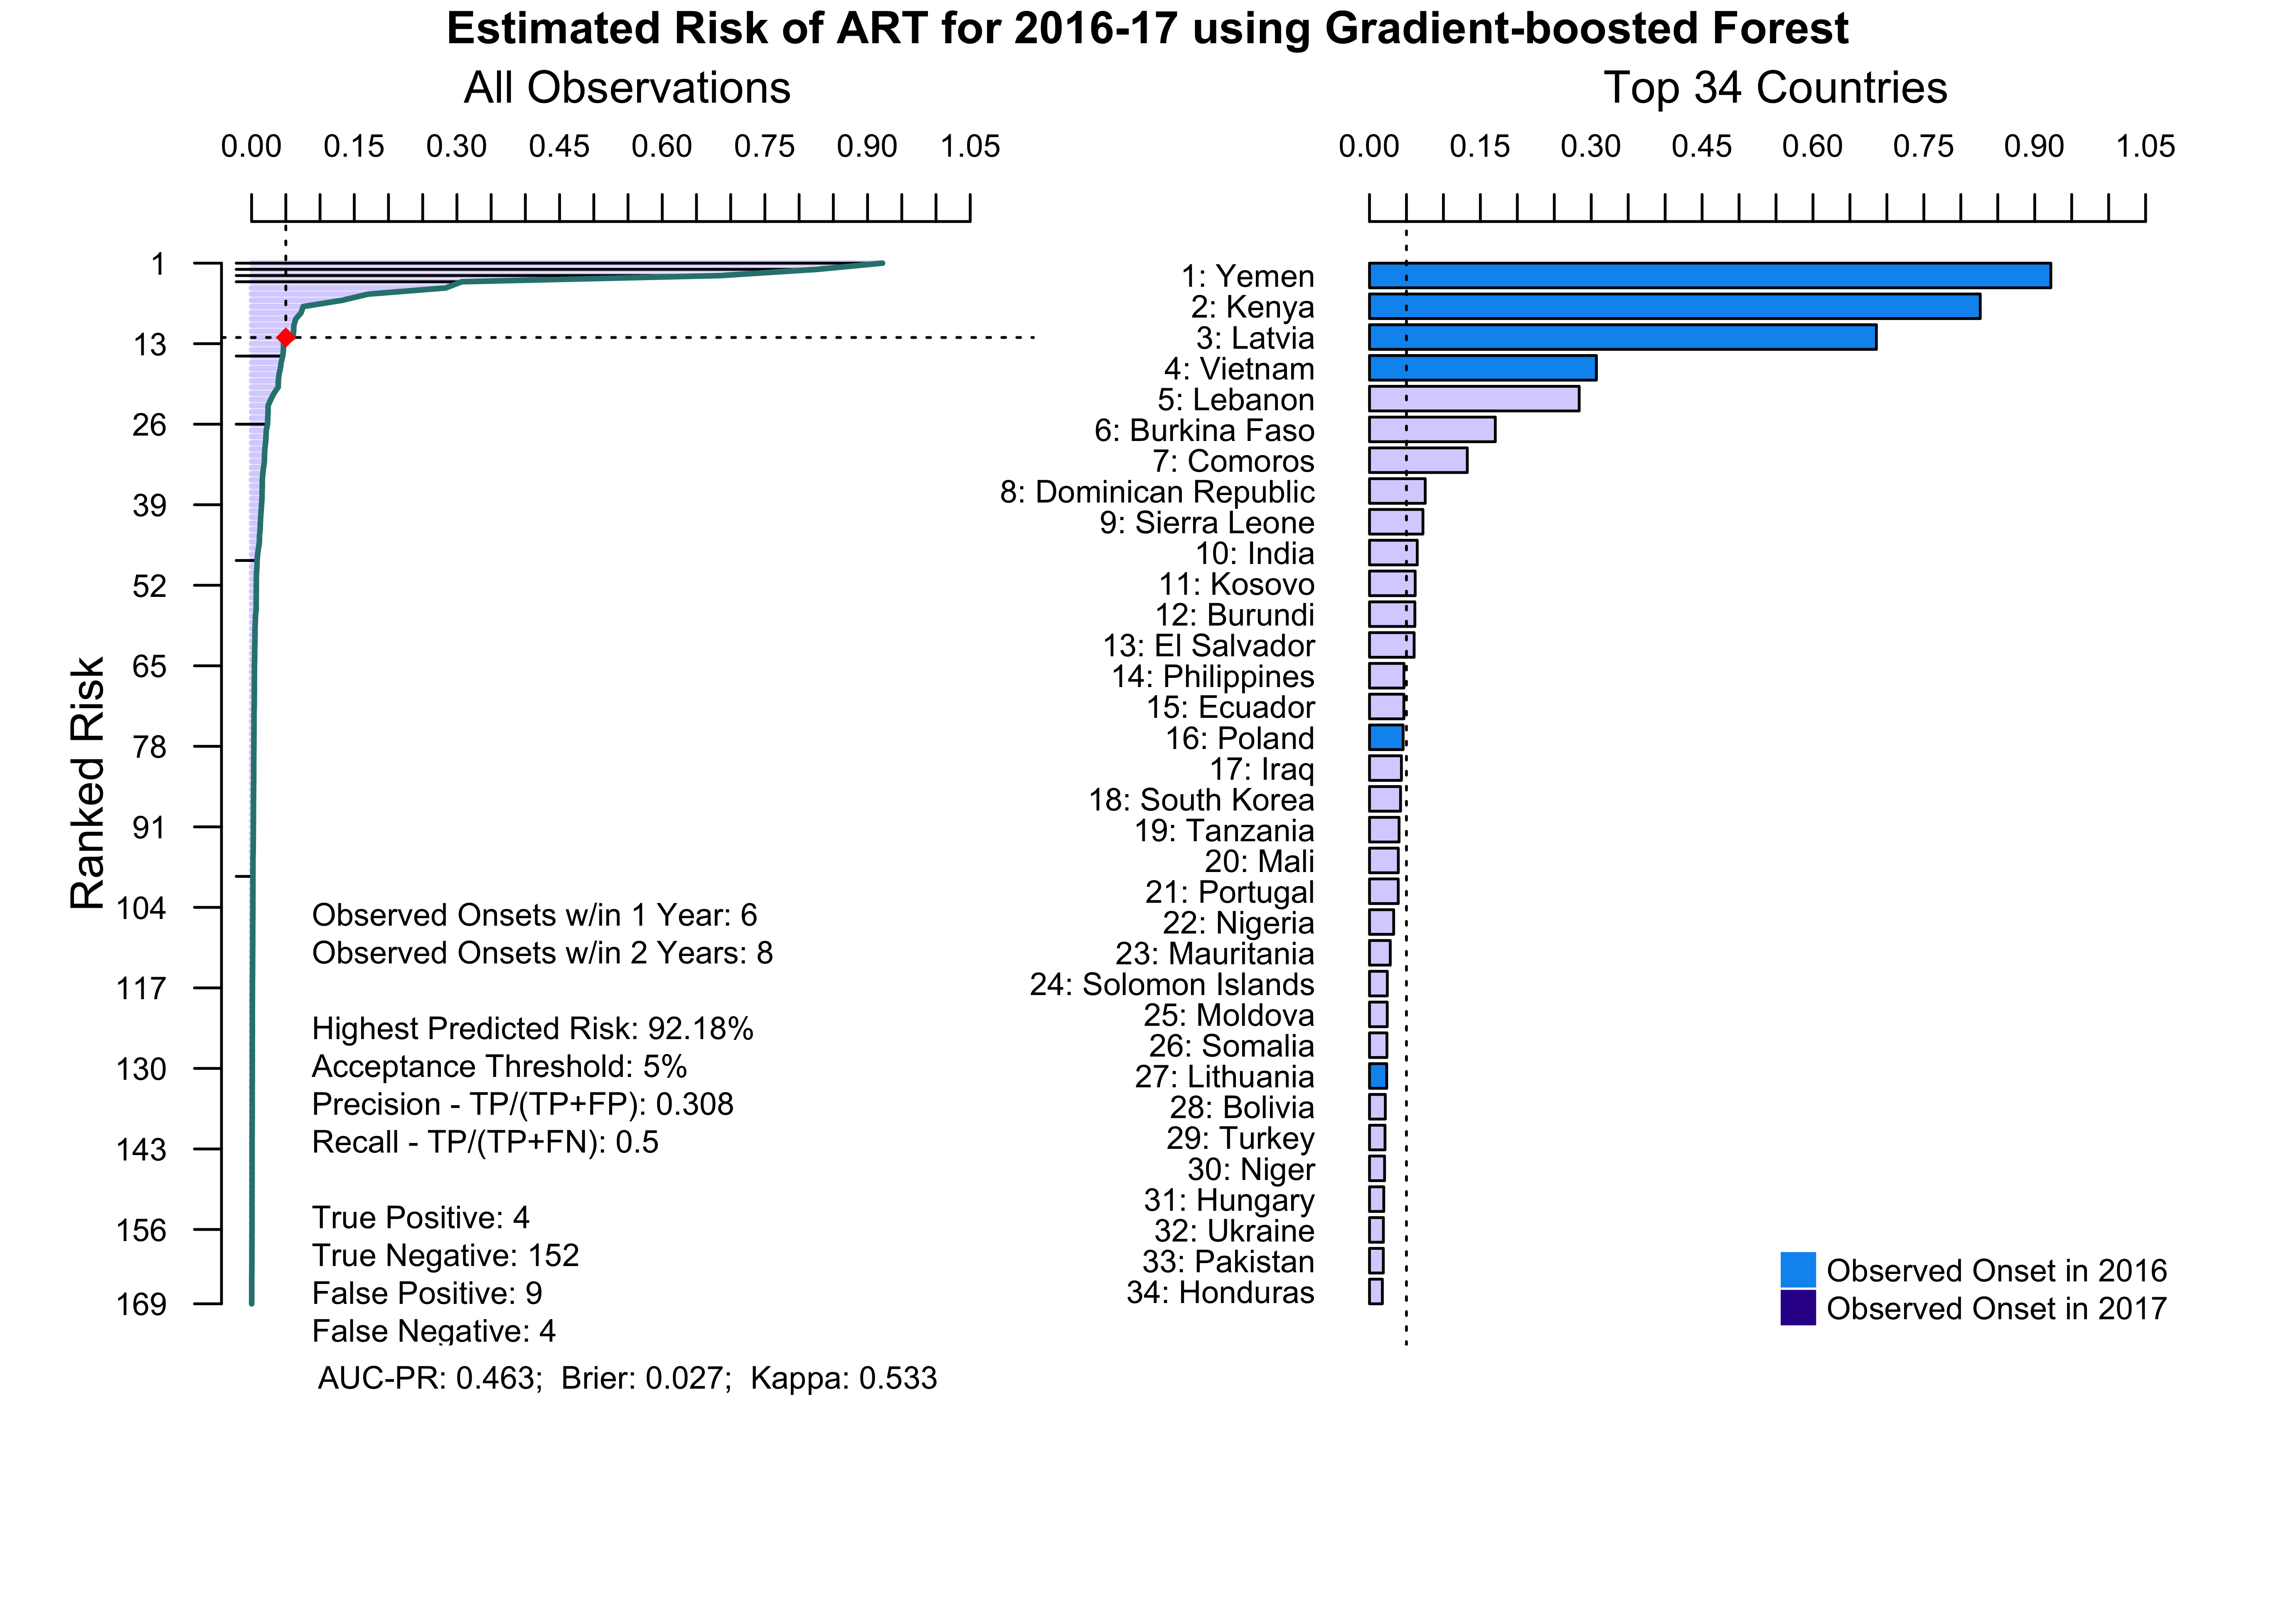 Estimated Risk of ART for 2016-17 using Gradient-boosted Forest
All Observations
0.00 0.15 0.30 0.45 0.60 0.75 0.90 1.05
Ranked Risk
1
13
26
39
52
65
78
91
104
117
130
143
156
169
Observed Onsets w/in 1 Year: 6
Observed Onsets w/in 2 Years: 8
Highest Predicted Risk: 92.18%
Acceptance Threshold: 5%
Precision - TP/(TP+FP): 0.308
Recall - TP/(TP+FN): 0.5
True Positive: 4
True Negative: 152
False Positive: 9
False Negative: 4
AUC-PR: 0.463; Brier: 0.027; Kappa: 0.533
Top 34 Countries
0.00 0.15 0.30 0.45 0.60 0.75 0.90 1.05
1: Yemen
2: Kenya
3: Latvia
4: Vietnam
5: Lebanon
6: Burkina Faso
7: Comoros
8: Dominican Republic
9: Sierra Leone
10: India
11: Kosovo
12: Burundi
13: El Salvador
14: Philippines
15: Ecuador
16: Poland
17: Iraq
18: South Korea
19: Tanzania
20: Mali
21: Portugal
22: Nigeria
23: Mauritania
24: Solomon Islands
25: Moldova
26: Somalia
27: Lithuania
28: Bolivia
29: Turkey
30: Niger
31: Hungary
32: Ukraine
33: Pakistan
34: Honduras
Observed Onset in 2016
Observed Onset in 2017